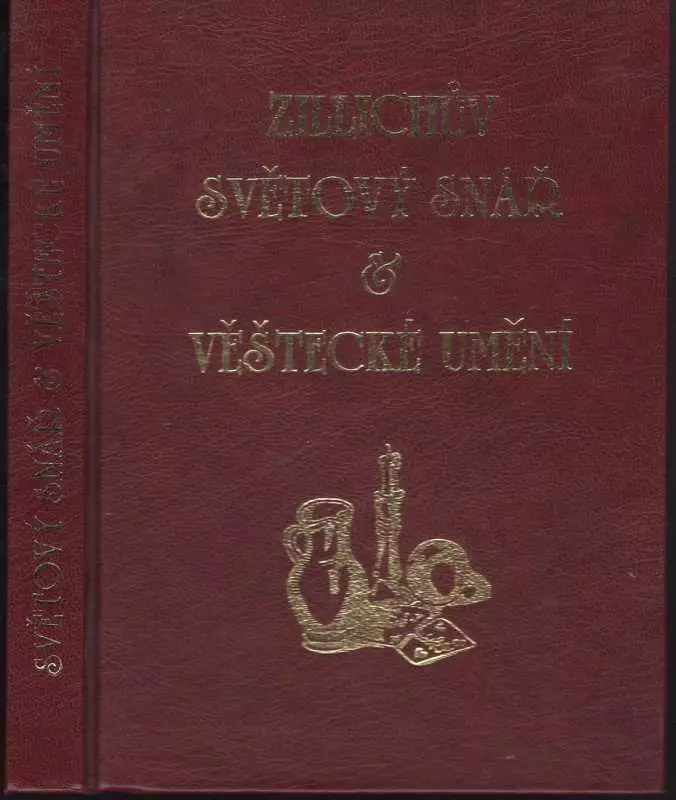 ZILLICHŮV
SVĚTOVÝ SNÁŘ
&
VĚŠTECKÉ UMĚNÍ
SVĚTOVÝ SNÁŘ & VĚŠTECKÉ UMĚNÍ